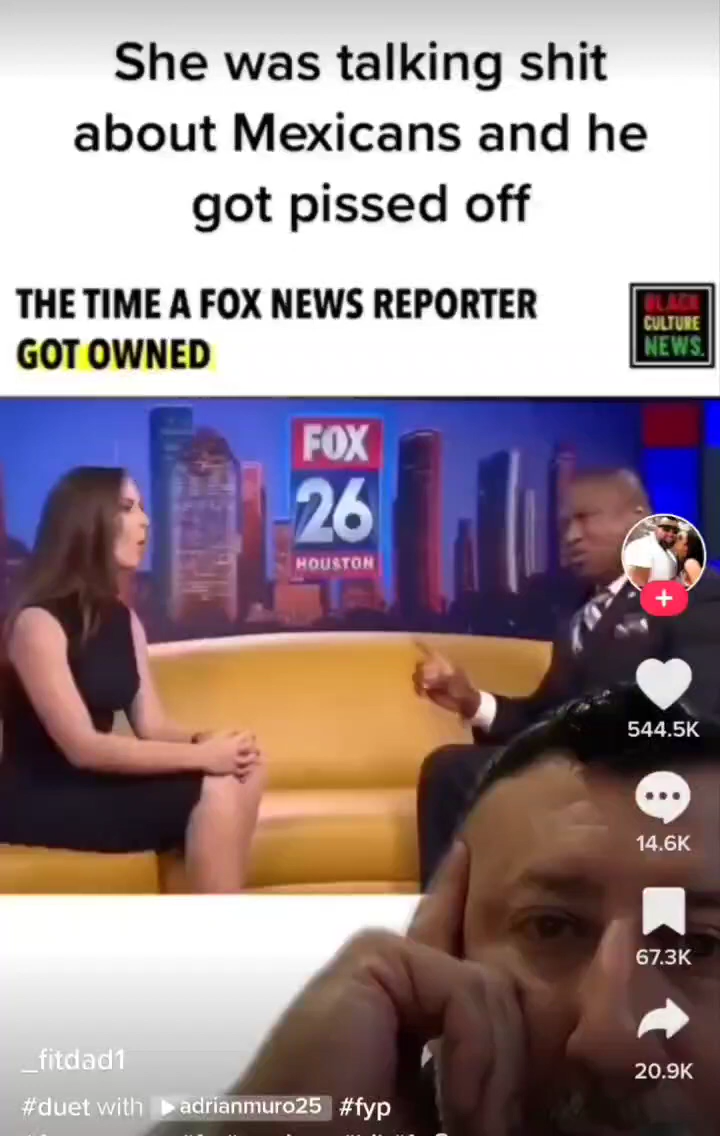 She was talking shit
about Mexicans and he
got pissed off
THE TIME A FOX NEWS REPORTER
GOT OWNED
BLACK
CULTURE
NEWS.
FOX
26
HOUSTON
544.5K
14.6K
67.3K
20.9K
_fitdad1
#duet with adrianmuro25 #fyp